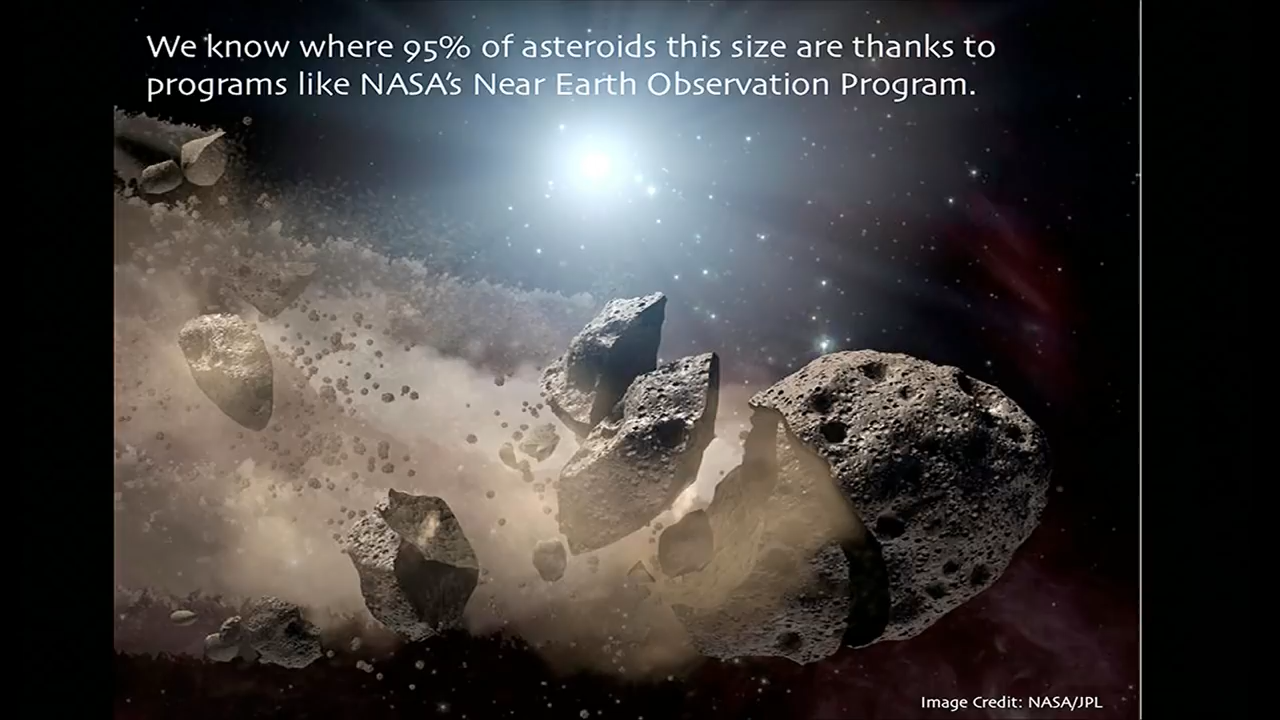 We know where 95% of asteroids this size are thanks to
programs like NASA's Near Earth Observation Program.
Image Credit: NASA/JPL